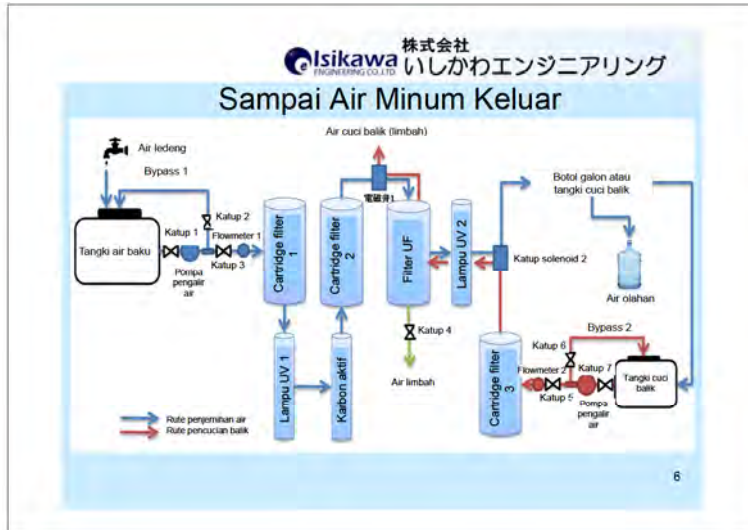 Isikawa
ENGINEERING CO.,LTD.
株式会社
いしかわエンジニアリング
Sampai Air Minum Keluar
Air cuci balik (limbah)
Air ledeng
Bypass 1
電磁弁1
Botol galon atau
tangki cuci balik
Katup 1
Katup 2
Flowmeter 1
Tangki air baku
Katup 3
Pompa
pengalir
air
Cartridge filter
1
Cartridge filter
2
Filter UF
Lampu UV 2
Katup solenoid 2
Air olahan
Katup 4
Air limbah
Lampu UV 1
Karbon aktif
Cartridge filter
3
Bypass 2
Katup 6
Flowmeter 2
Katup 7
Katup 5
Pompa
pengalir
air
Tangki cuci
balik
Rute penjernihan air
Rute pencucian balik
6